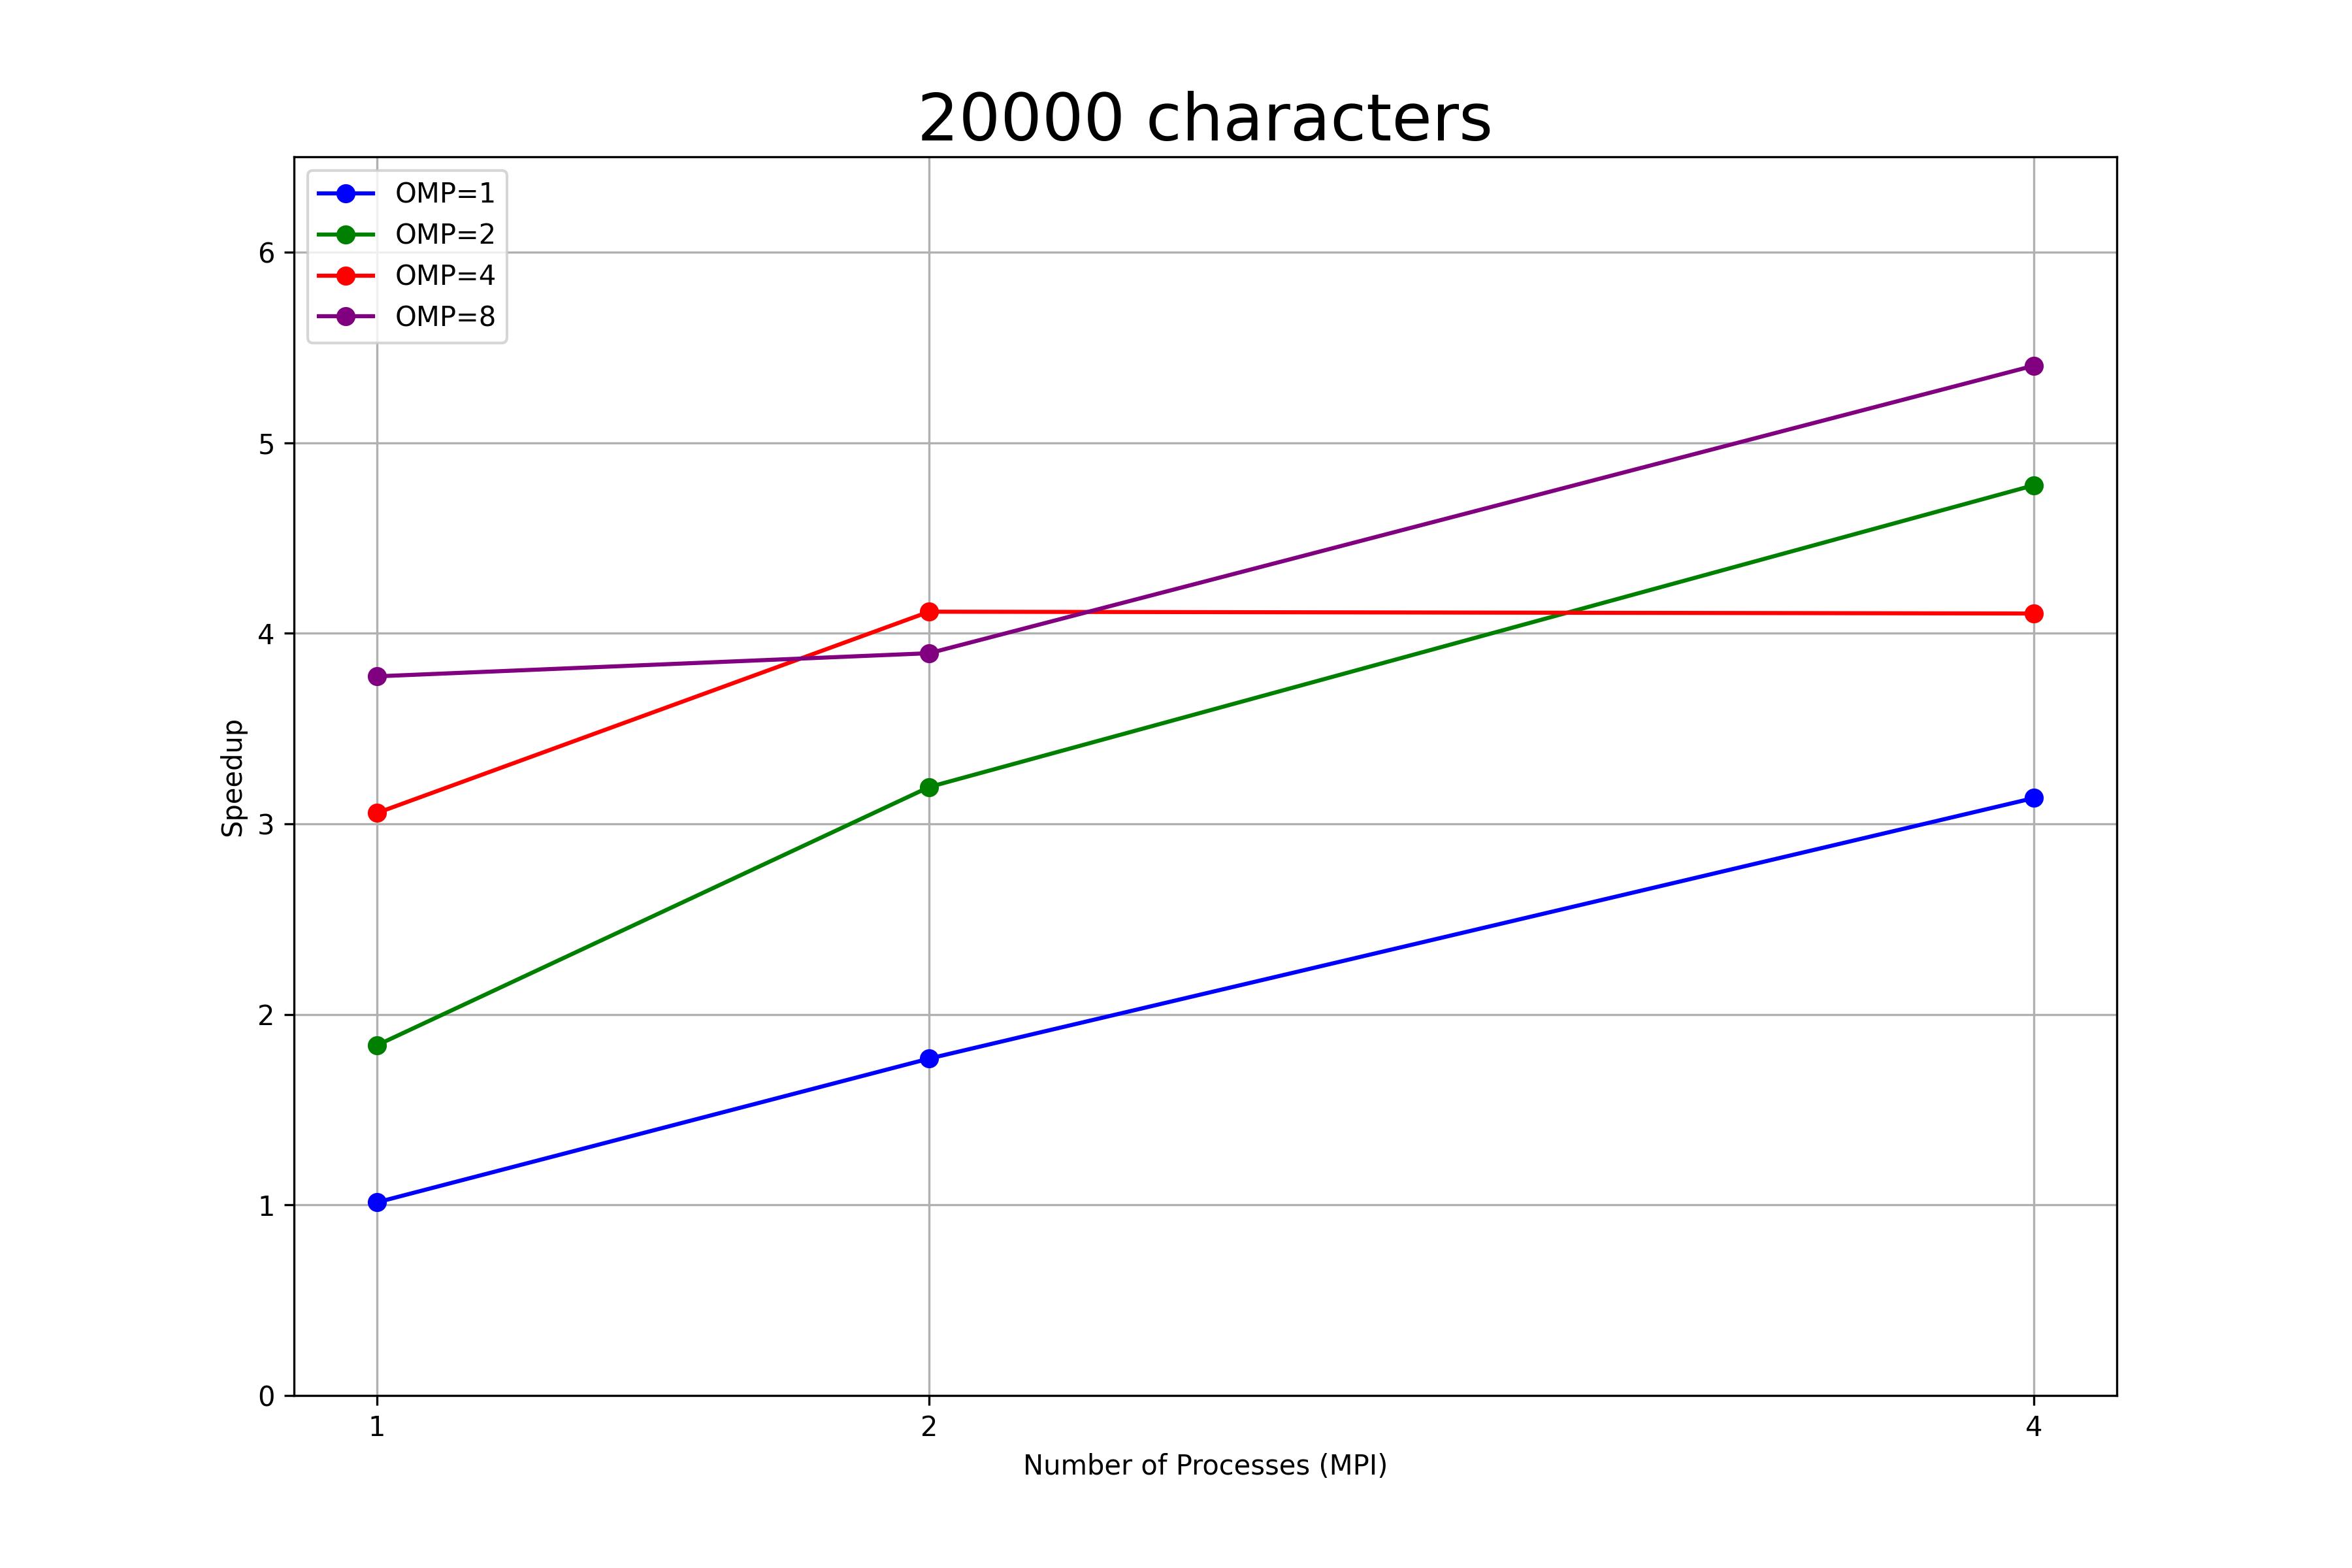 20000 characters
OMP=1
OMP=2
OMP=4
OMP=8
6
5
4
3
2
1
0
Speedup
1
2
4
Number of Processes (MPI)